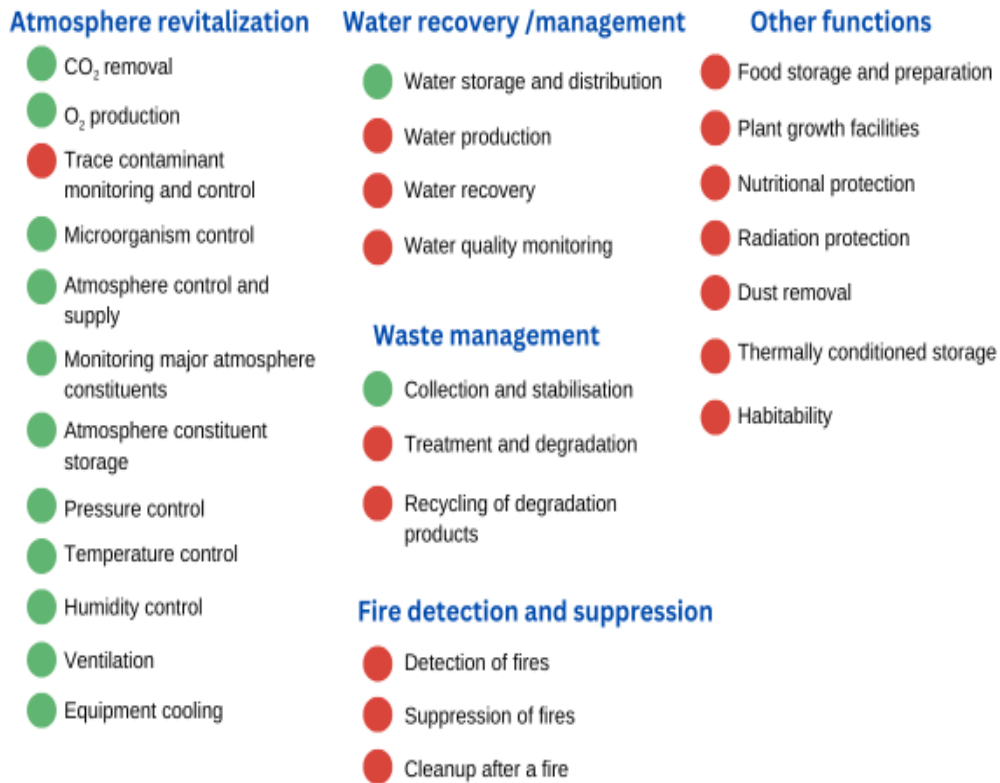 Atmosphere revitalization
CO₂ removal
O₂ production
Trace contaminant
monitoring and control
Microorganism control
Atmosphere control and
supply
Monitoring major atmosphere
constituents
Atmosphere constituent
storage
Pressure control
Temperature control
Humidity control
Ventilation
Equipment cooling
Water recovery /management
Water storage and distribution
Water production
Water recovery
Water quality monitoring
Waste management
Collection and stabilisation
Treatment and degradation
Recycling of degradation
products
Fire detection and suppression
Detection of fires
Suppression of fires
Cleanup after a fire
Other functions
Food storage and preparation
Plant growth facilities
Nutritional protection
Radiation protection
Dust removal
Thermally conditioned storage
Habitability